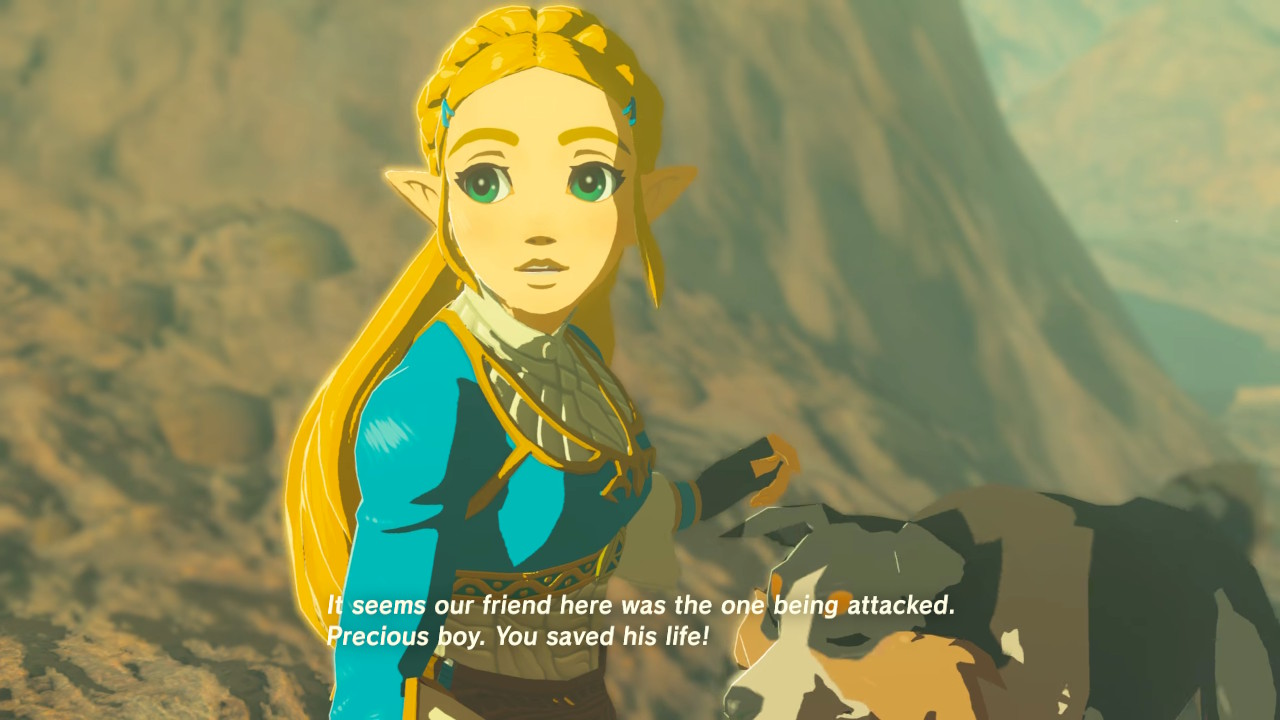 It seems our friend here was the one being attacked.
Precious boy. You saved his life!